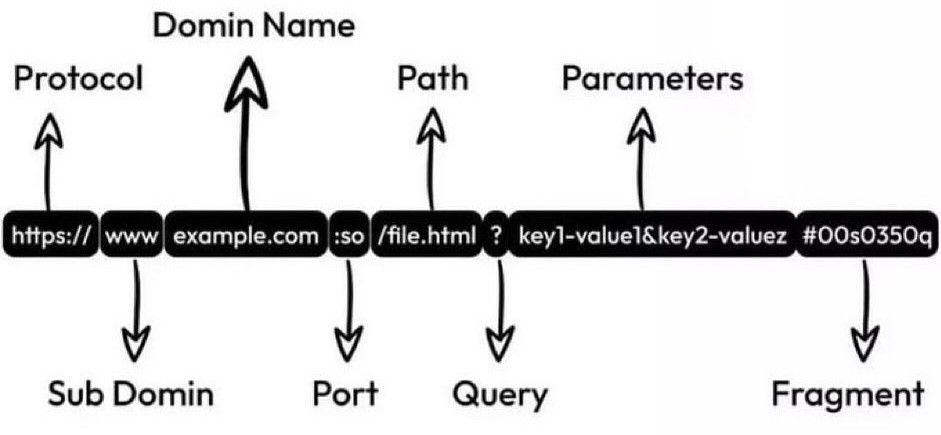 Domin Name
Protocol
Path
Parameters
https:// www example.com :so /file.html ? key1-value1&key2-valuez #00s0350q
Sub Domin
Port
Query
Fragment